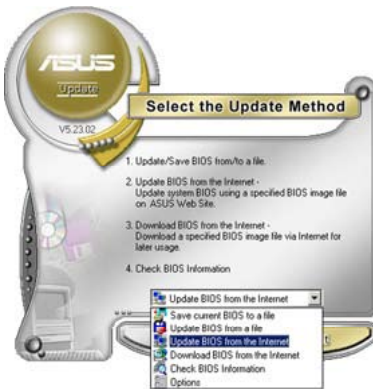 ASUS
Update
V5.23.02
Select the Update Method
1. Update/Save BIOS from/to a file.
2. Update BIOS from the Internet -
Update system BIOS using a specified BIOS image file
on ASUS Web Site.
3. Download BIOS from the Internet -
Download a specified BIOS image file via Internet for
later usage.
4. Check BIOS Information
Update BIOS from the Internet
Save current BIOS to a file
Update BIOS from a file
Update BIOS from the Internet
Download BIOS from the Internet
Check BIOS Information
Options